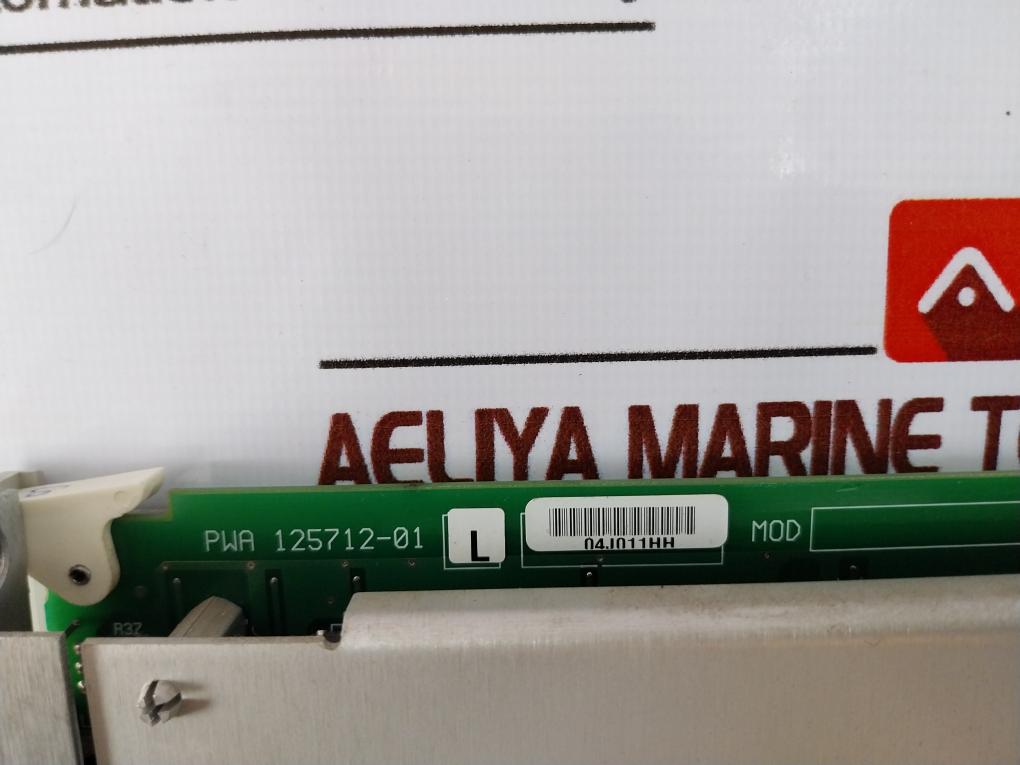 AELIYA MARINE
PWA 125712-01 L 04J011HH MOD
R37